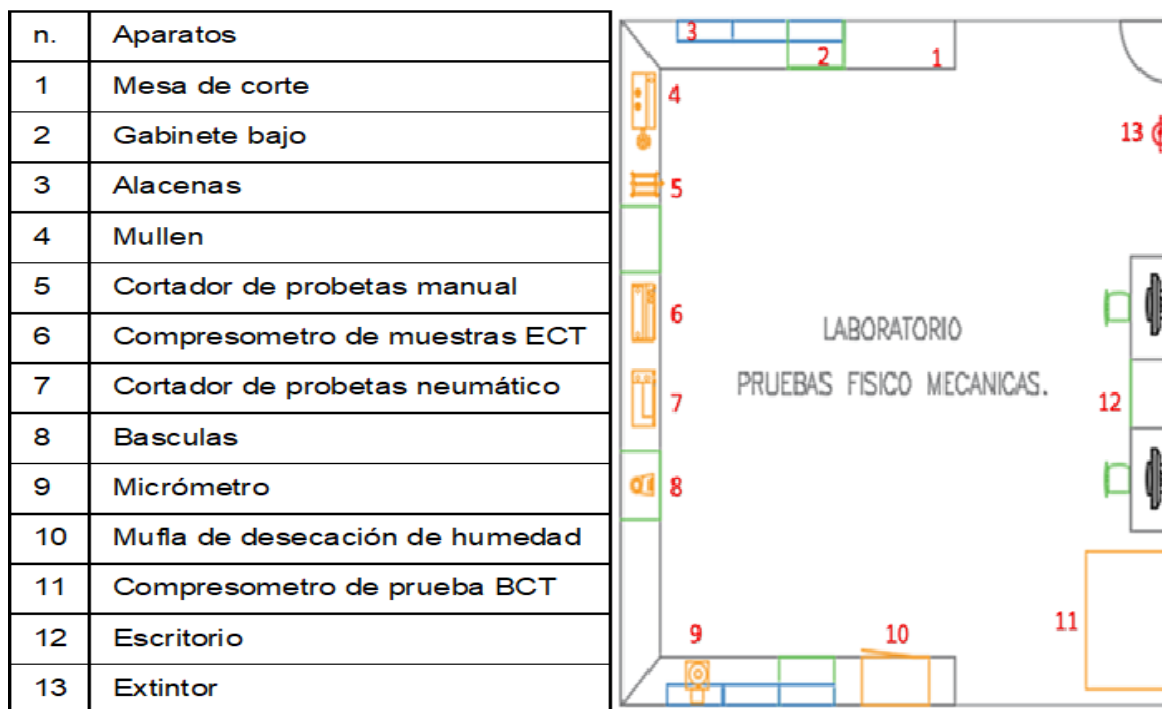 n. Aparatos
1 Mesa de corte
2 Gabinete bajo
3 Alacenas
4 Mullen
5 Cortador de probetas manual
6 Compresometro de muestras ECT
7 Cortador de probetas neumático
8 Basculas
9 Micrómetro
10 Mufla de desecación de humedad
11 Compresometro de prueba BCT
12 Escritorio
13 Extintor
3
2
1
4
13
5
6
LABORATORIO
PRUEBAS FISICO MECANICAS.
7
12
8
11
9
10